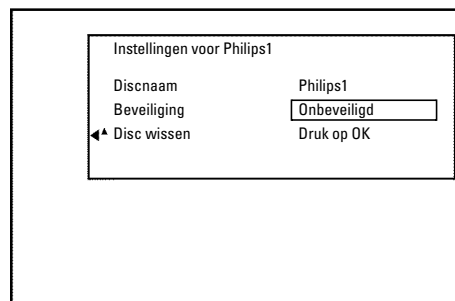 Instellingen voor Philips1
Discnaam Philips1
Beveiliging Onbeveiligd
Disc wissen Druk op OK